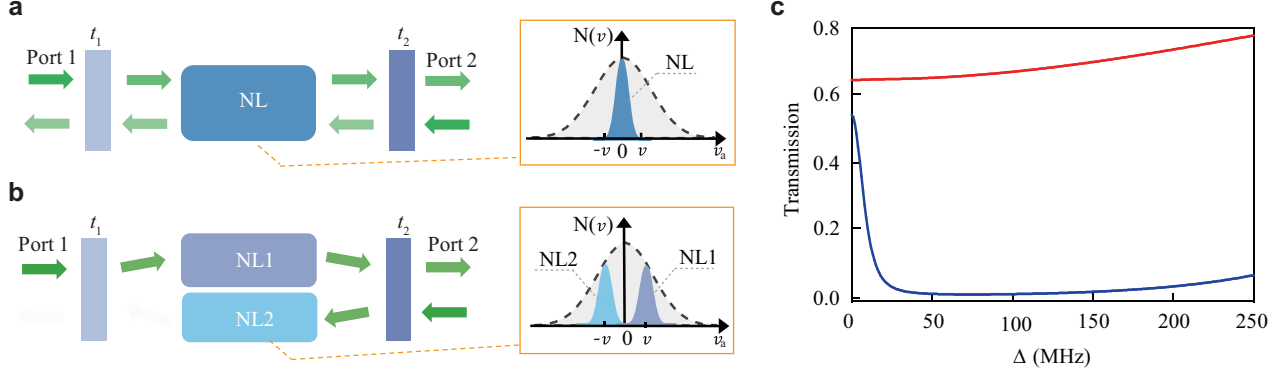 a
t₁
t₂
Port 1
Port 2
NL
N(v)
NL
-v 0 v vₐ
b
t₁
t₂
Port 1
Port 2
NL1
NL2
N(v)
NL2
NL1
-v 0 v vₐ
c
Transmission
0.8
0.6
0.4
0.2
0.0
0 50 100 150 200 250
Δ (MHz)